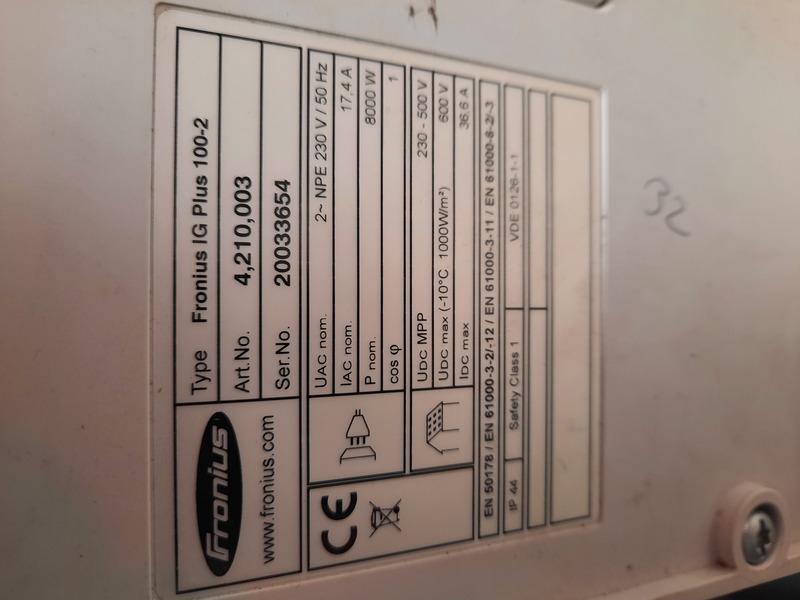 Fronius
www.fronius.com
Type Fronius IG Plus 100-2
Art.No. 4,210,003
Ser.No. 20033654
CE
UAC nom. 2~ NPE 230 V / 50 Hz
IAC nom. 17,4 A
P nom. 8000 W
cos φ 1
UDC MPP 230 - 500 V
UDC max (-10°C 1000W/m²) 600 V
IDC max 36,6 A
EN 50178 / EN 61000-3-2/-12 / EN 61000-3-11 / EN 61000-6-2/-3
IP 44 Safety Class 1 VDE 0126-1-1
32